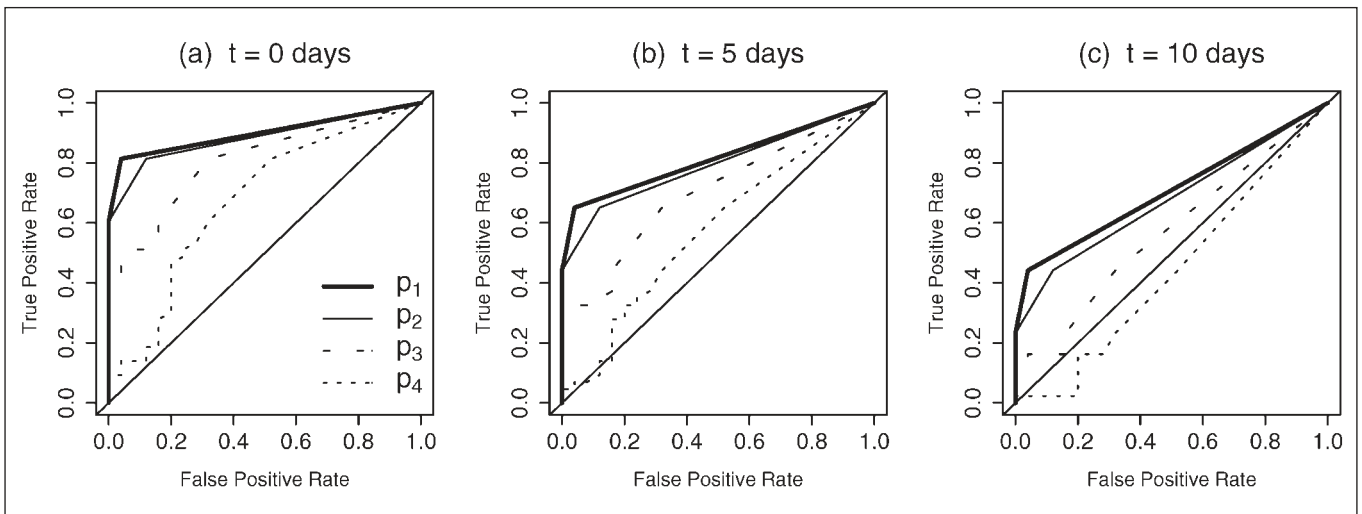 (a) t = 0 days
True Positive Rate
1.0
0.8
0.6
0.4
0.2
0.0
p1
p2
p3
p4
0.0 0.2 0.4 0.6 0.8 1.0
False Positive Rate
(b) t = 5 days
True Positive Rate
1.0
0.8
0.6
0.4
0.2
0.0
0.0 0.2 0.4 0.6 0.8 1.0
False Positive Rate
(c) t = 10 days
True Positive Rate
1.0
0.8
0.6
0.4
0.2
0.0
0.0 0.2 0.4 0.6 0.8 1.0
False Positive Rate